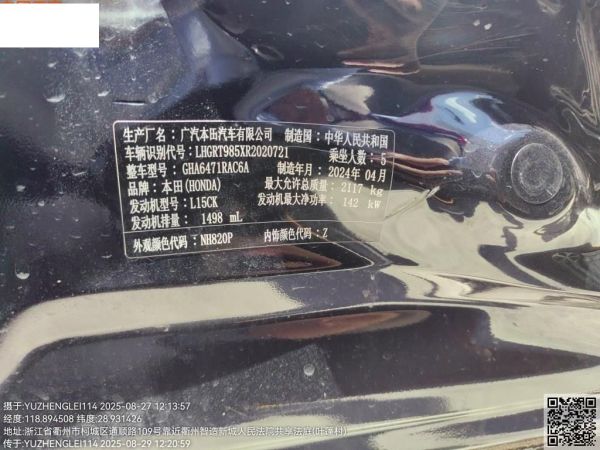 生产厂名：广汽本田汽车有限公司 制造国：中华人民共和国
车辆识别代号：LHGRT985XR2020721 乘坐人数：5
整车型号：GHA6471RAC6A 制造年月：2024年 04月
品牌：本田(HONDA) 最大允许总质量：2117 kg
发动机型号：L15CK 发动机最大净功率：142 kW
发动机排量：1498 mL
外观颜色代码：NH820P 内饰颜色代码：Z
摄于:YUZHENGLEI114 2025-08-27 12:13:57
经度:118.894508 纬度:28.931426
地址:浙江省衢州市柯城区通顺路109号靠近衢州智造新城人民法院共享法庭(叶蓬村)
传于:YUZHENGLEI114 2025-08-29 12:20:59